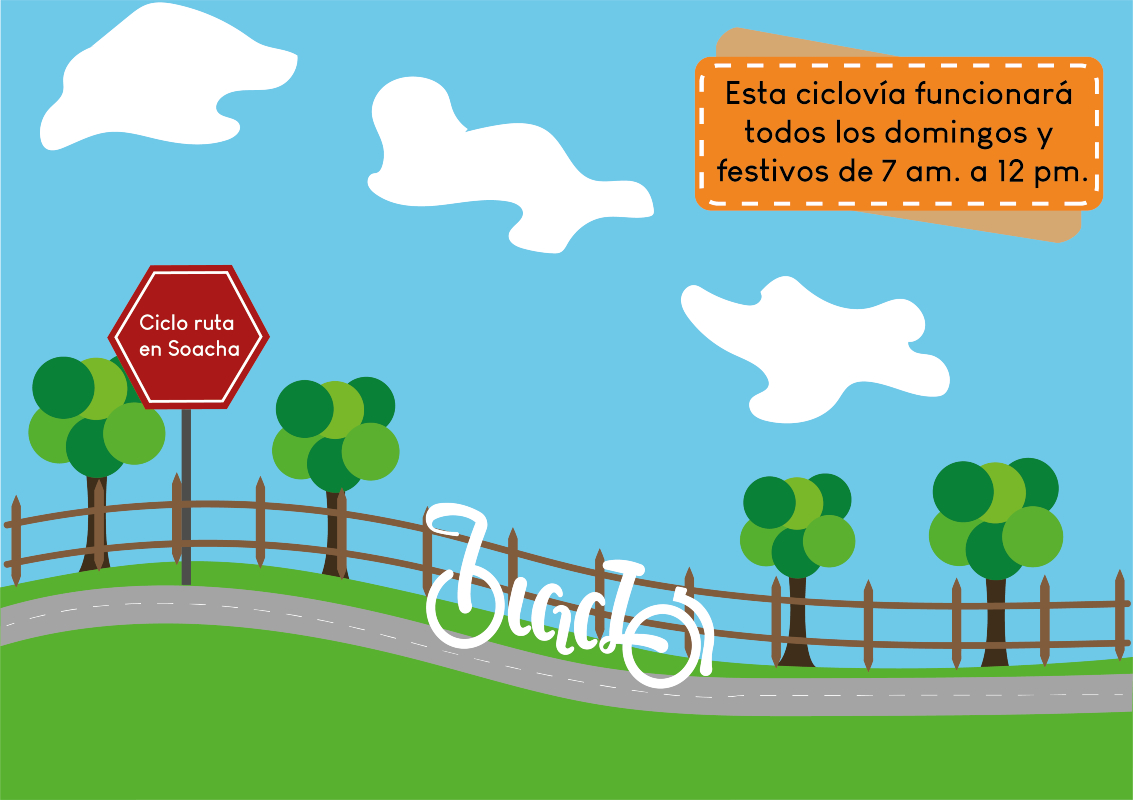 Esta ciclovía funcionará
todos los domingos y
festivos de 7 am. a 12 pm.
Ciclo ruta
en Soacha